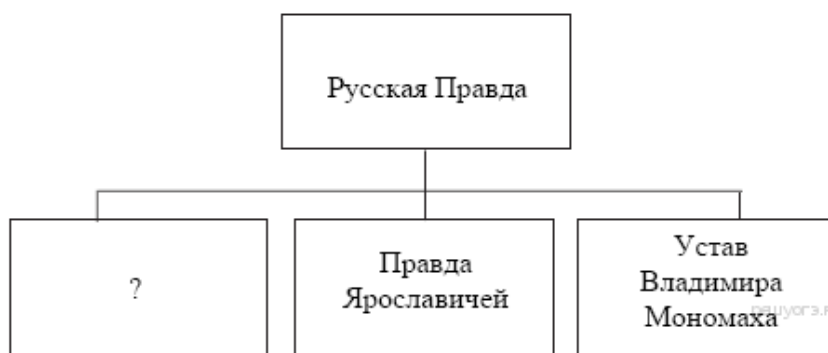 Русская Правда
?
Правда
Ярославичей
Устав
Владимира
Мономаха